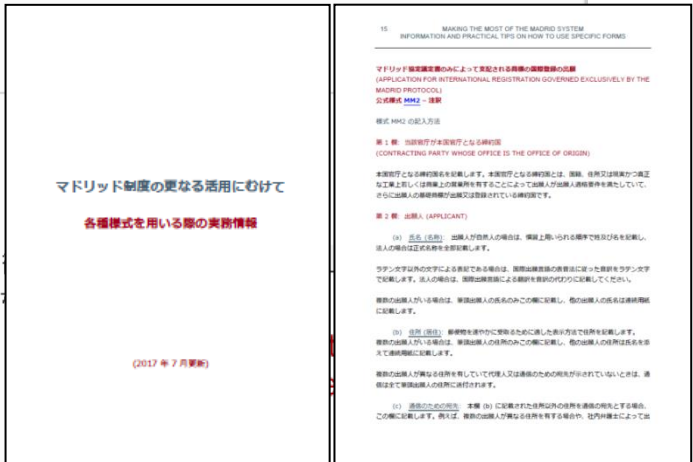 マドリッド制度の更なる活用にむけて
各種様式を用いる際の実務情報
(2017 年 7 月更新)
15
MAKING THE MOST OF THE MADRID SYSTEM
INFORMATION AND PRACTICAL TIPS ON HOW TO USE SPECIFIC FORMS
マドリッド協定議定書のみによって支配される商標の国際登録の出願
(APPLICATION FOR INTERNATIONAL REGISTRATION GOVERNED EXCLUSIVELY BY THE
MADRID PROTOCOL)
公式様式 MM2 – 注釈
様式 MM2 の記入方法
第 1 欄: 当該官庁が本国官庁となる締約国
(CONTRACTING PARTY WHOSE OFFICE IS THE OFFICE OF ORIGIN)
本国官庁となる締約国名を記載します。本国官庁となる締約国とは、国籍、住所又は現実かつ真正
な工業上若しくは商業上の営業所を有することによって出願人が出願人適格要件を満たしていて、
さらに出願人の基礎商標が出願又は登録されている締約国です。
第 2 欄: 出願人 (APPLICANT)
(a) 氏名 (名称): 出願人が自然人の場合は、慣習上用いられる順序で姓及び名を記載し、
法人の場合は正式名称を全部記載します。
ラテン文字以外の文字による表記である場合は、国際出願言語の表音法に従った音訳をラテン文字
で記載します。法人の場合は、国際出願言語による翻訳を音訳の代わりに記載してください。
複数の出願人がいる場合は、筆頭出願人の氏名のみこの欄に記載し、他の出願人の氏名は連続用紙
に記載します。
(b) 住所 (居住): 郵便物を速やかに受取るために適した表示方法で住所を記載します。
複数の出願人がいる場合は、筆頭出願人の住所のみこの欄に記載し、他の出願人の住所は氏名を添
えて連続用紙に記載します。
複数の出願人が異なる住所を有していて代理人又は通信のための宛先が示されていないときは、通
信は全て筆頭出願人の住所に送付されます。
(c) 通信のための宛先: 本欄 (b) に記載された住所以外の住所を通信の宛先とする場合、
この欄に記載します。例えば、複数の出願人が異なる住所を有する場合や、社内弁護士によって出